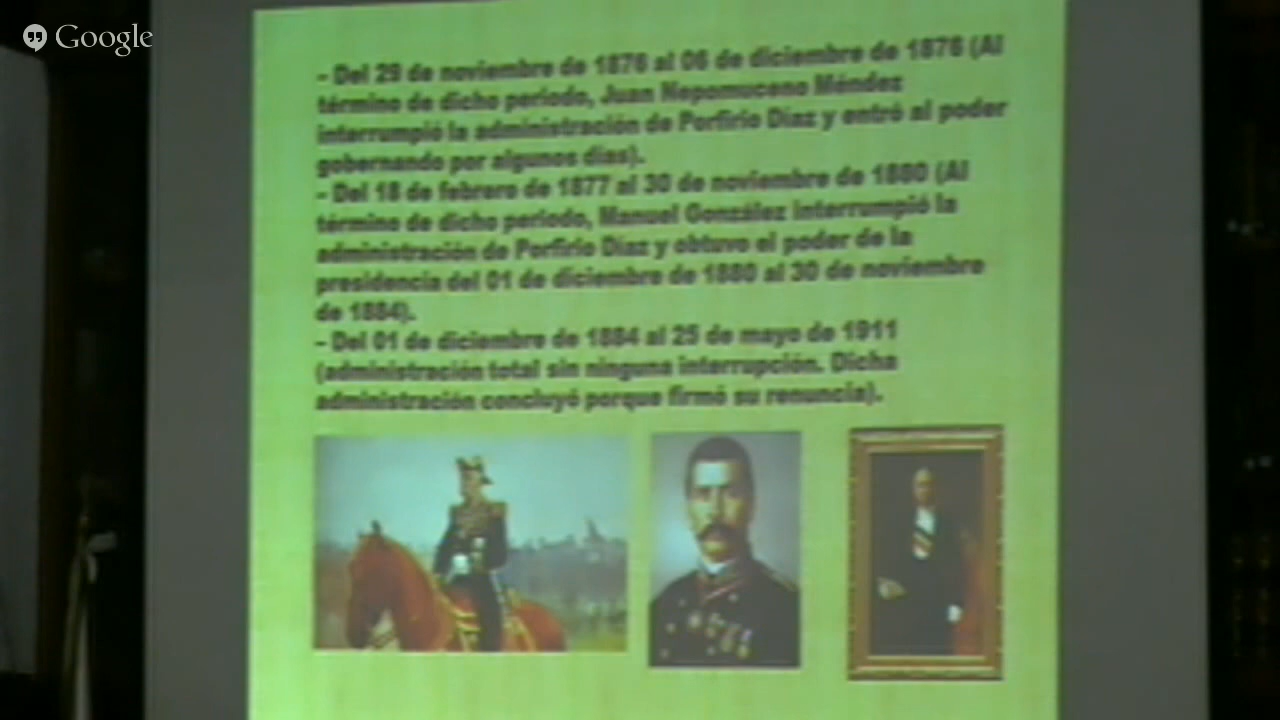 Google
- Del 29 de noviembre de 1876 al 06 de diciembre de 1876 (Al
término de dicho período, Juan Nepomuceno Méndez
interrumpió la administración de Porfirio Díaz y entró al poder
gobernando por algunos días).
- Del 18 de febrero de 1877 al 30 de noviembre de 1880 (Al
término de dicho período, Manuel González interrumpió la
administración de Porfirio Díaz y obtuvo el poder de la
presidencia del 01 de diciembre de 1880 al 30 de noviembre
de 1884).
- Del 01 de diciembre de 1884 al 25 de mayo de 1911
(administración total sin ninguna interrupción. Dicha
administración concluyó porque firmó su renuncia).